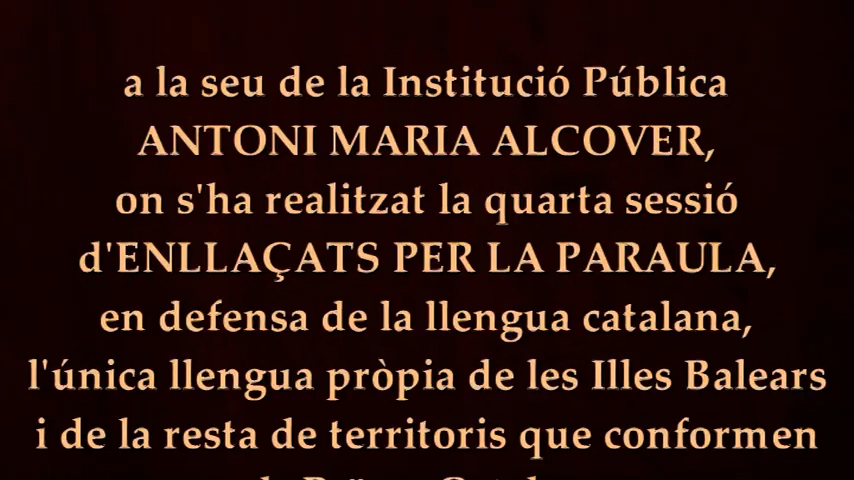 a la seu de la Institució Pública
ANTONI MARIA ALCOVER,
on s'ha realitzat la quarta sessió
d'ENLLAÇATS PER LA PARAULA,
en defensa de la llengua catalana,
l'única llengua pròpia de les Illes Balears
i de la resta de territoris que conformen